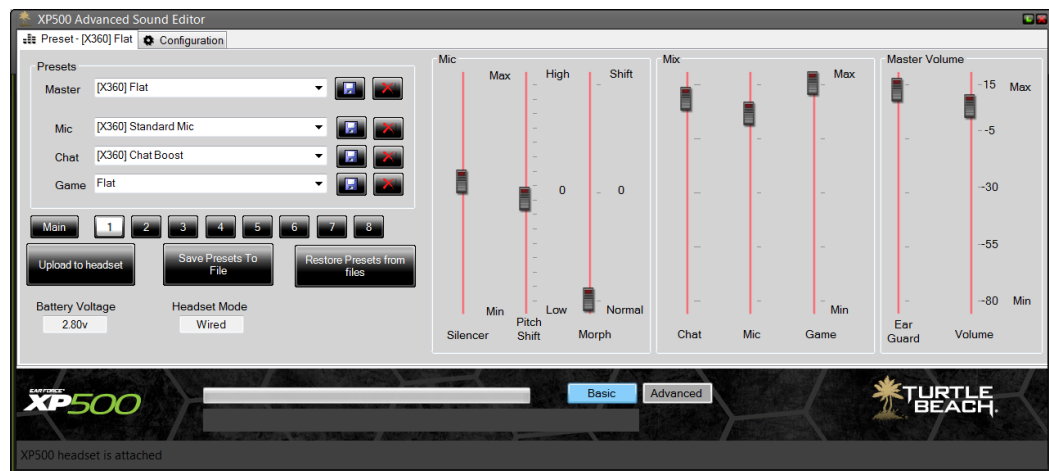 XP500 Advanced Sound Editor
Preset - [X360] Flat
Configuration
Presets
Master
[X360] Flat
Mic
[X360] Standard Mic
Chat
[X360] Chat Boost
Game
Flat
Main 1 2 3 4 5 6 7 8
Upload to headset
Save Presets To File
Restore Presets from files
Battery Voltage
2.80v
Headset Mode
Wired
Mic
Max
High
Shift
0
0
Min
Low
Normal
Silencer
Pitch
Shift
Morph
Mix
Max
Min
Chat
Mic
Game
Master Volume
15 Max
-5
-30
-55
-80 Min
Ear
Guard
Volume
EAR FORCE
XP500
Basic
Advanced
TURTLE
BEACH.
XP500 headset is attached